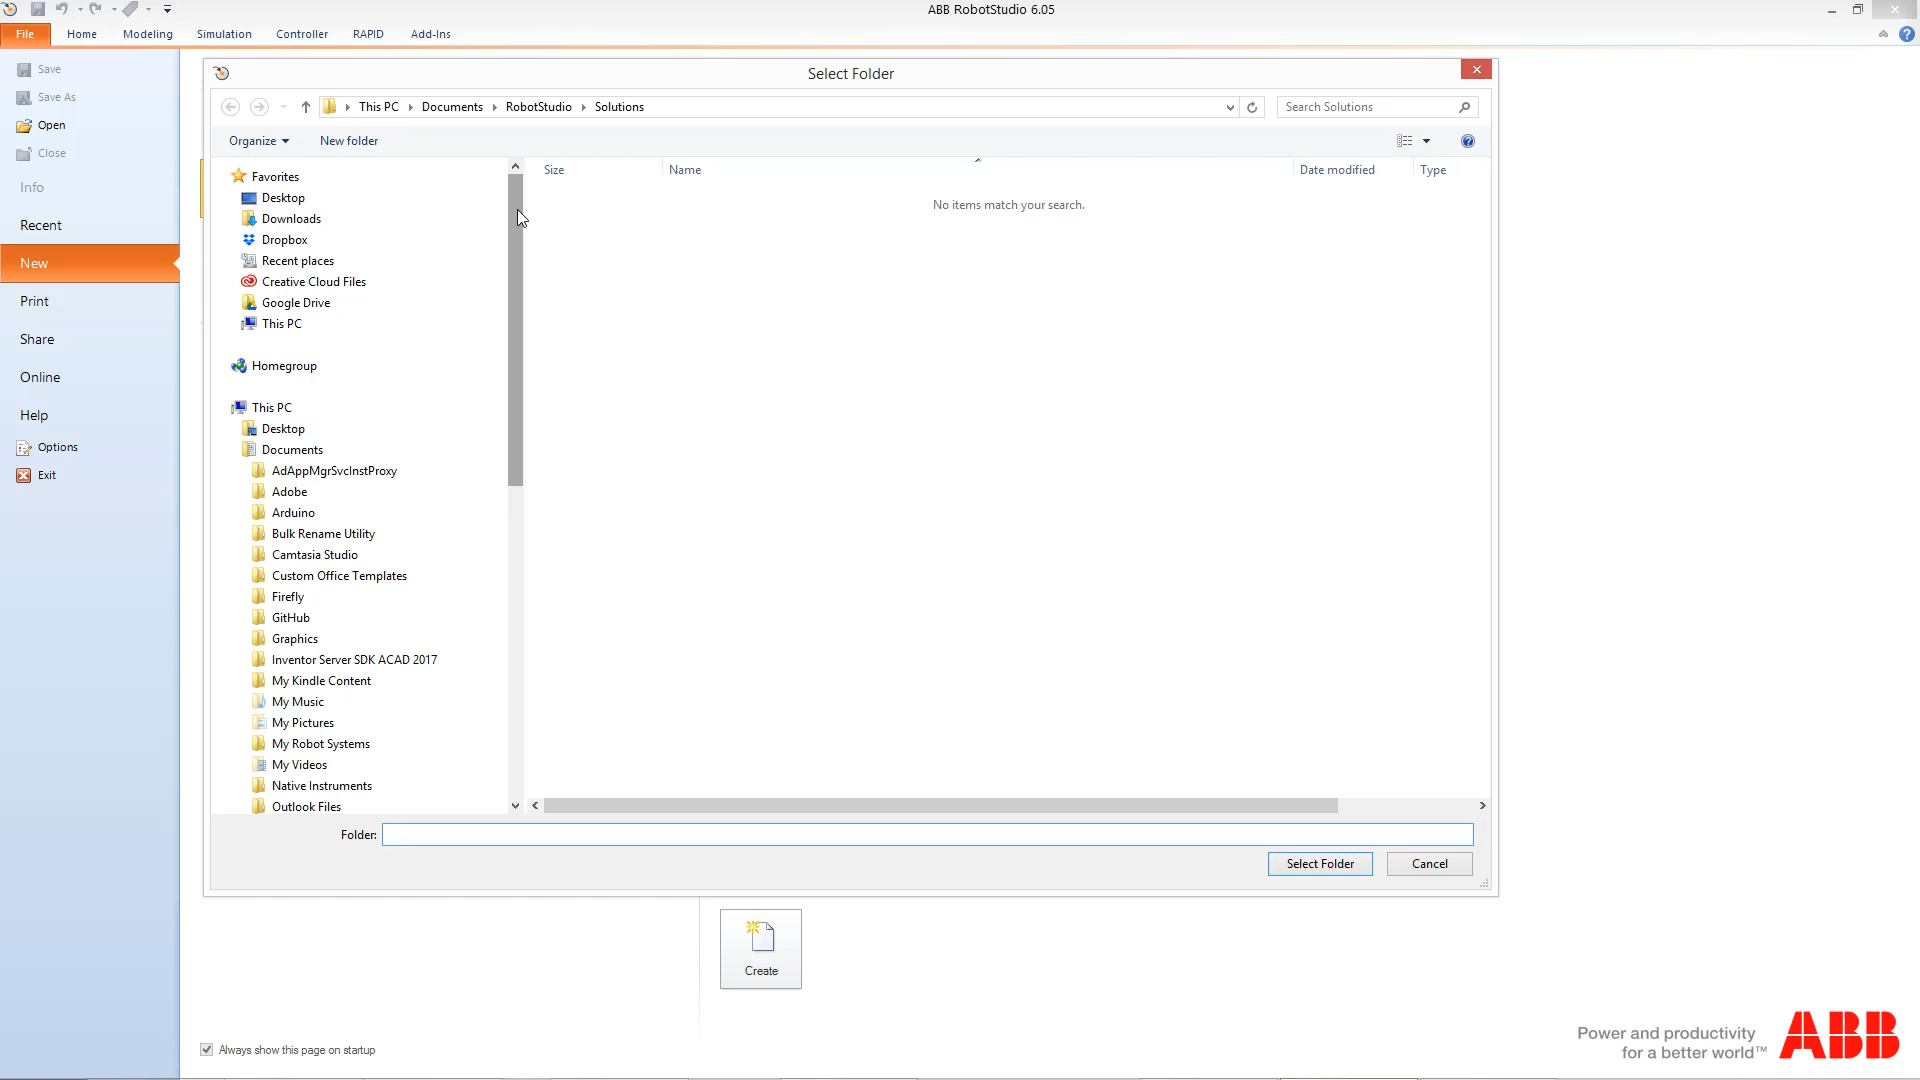 ABB RobotStudio 6.05
File Home Modeling Simulation Controller RAPID Add-Ins
Save
Save As
Open
Close
Info
Recent
New
Print
Share
Online
Help
Options
Exit
Select Folder
This PC Documents RobotStudio Solutions
Search Solutions
Organize New folder
Favorites
Desktop
Downloads
Dropbox
Recent places
Creative Cloud Files
Google Drive
This PC
Homegroup
This PC
Desktop
Documents
AdAppMgrSvcInstProxy
Adobe
Arduino
Bulk Rename Utility
Camtasia Studio
Custom Office Templates
Firefly
GitHub
Graphics
Inventor Server SDK ACAD 2017
My Kindle Content
My Music
My Pictures
My Robot Systems
My Videos
Native Instruments
Outlook Files
Size Name Date modified Type
No items match your search.
Folder:
Select Folder Cancel
Create
Always show this page on startup
Power and productivity
for a better world™
ABB